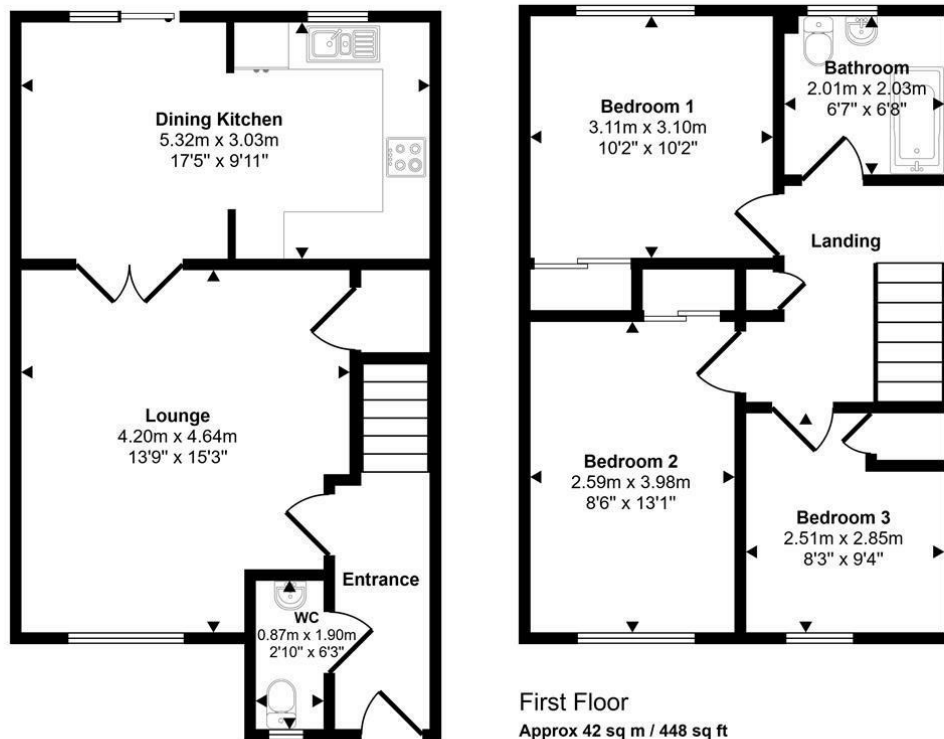 Dining Kitchen
5.32m x 3.03m
17'5" x 9'11"
Lounge
4.20m x 4.64m
13'9" x 15'3"
Entrance
WC
0.87m x 1.90m
2'10" x 6'3"
Bedroom 1
3.11m x 3.10m
10'2" x 10'2"
Bathroom
2.01m x 2.03m
6'7" x 6'8"
Landing
Bedroom 2
2.59m x 3.98m
8'6" x 13'1"
Bedroom 3
2.51m x 2.85m
8'3" x 9'4"
First Floor
Approx 42 sq m / 448 sq ft